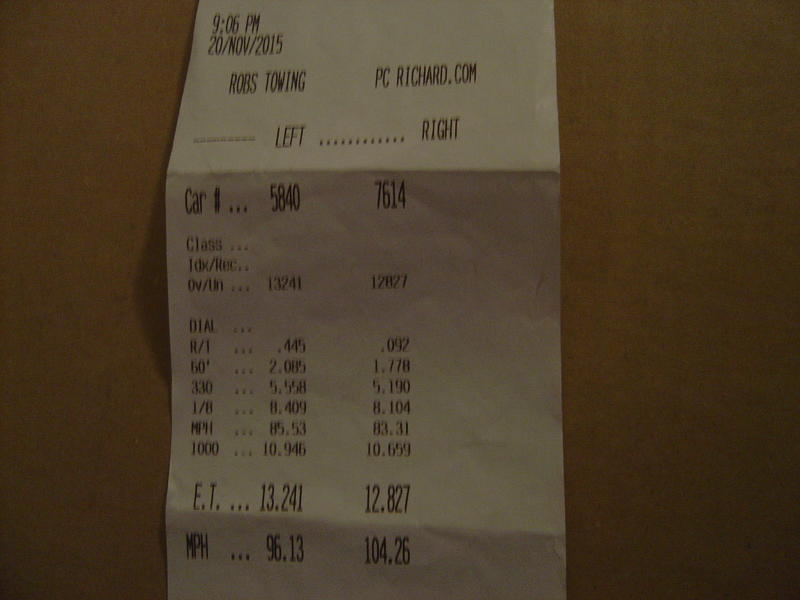 9:06 PM
20/NOV/2015
ROBS TOWING PC RICHARD.COM
--------- LEFT ............ RIGHT
Car # ... 5840 7614
Class ...
Idx/Rec..
Ov/Un ... 13241 12827
DIAL ...
R/T ... .445 .092
60' ... 2.085 1.778
330 ... 5.558 5.190
1/8 ... 8.409 8.104
MPH ... 85.53 83.31
1000 ... 10.946 10.659
E.T. ... 13.241 12.827
MPH ... 96.13 104.26